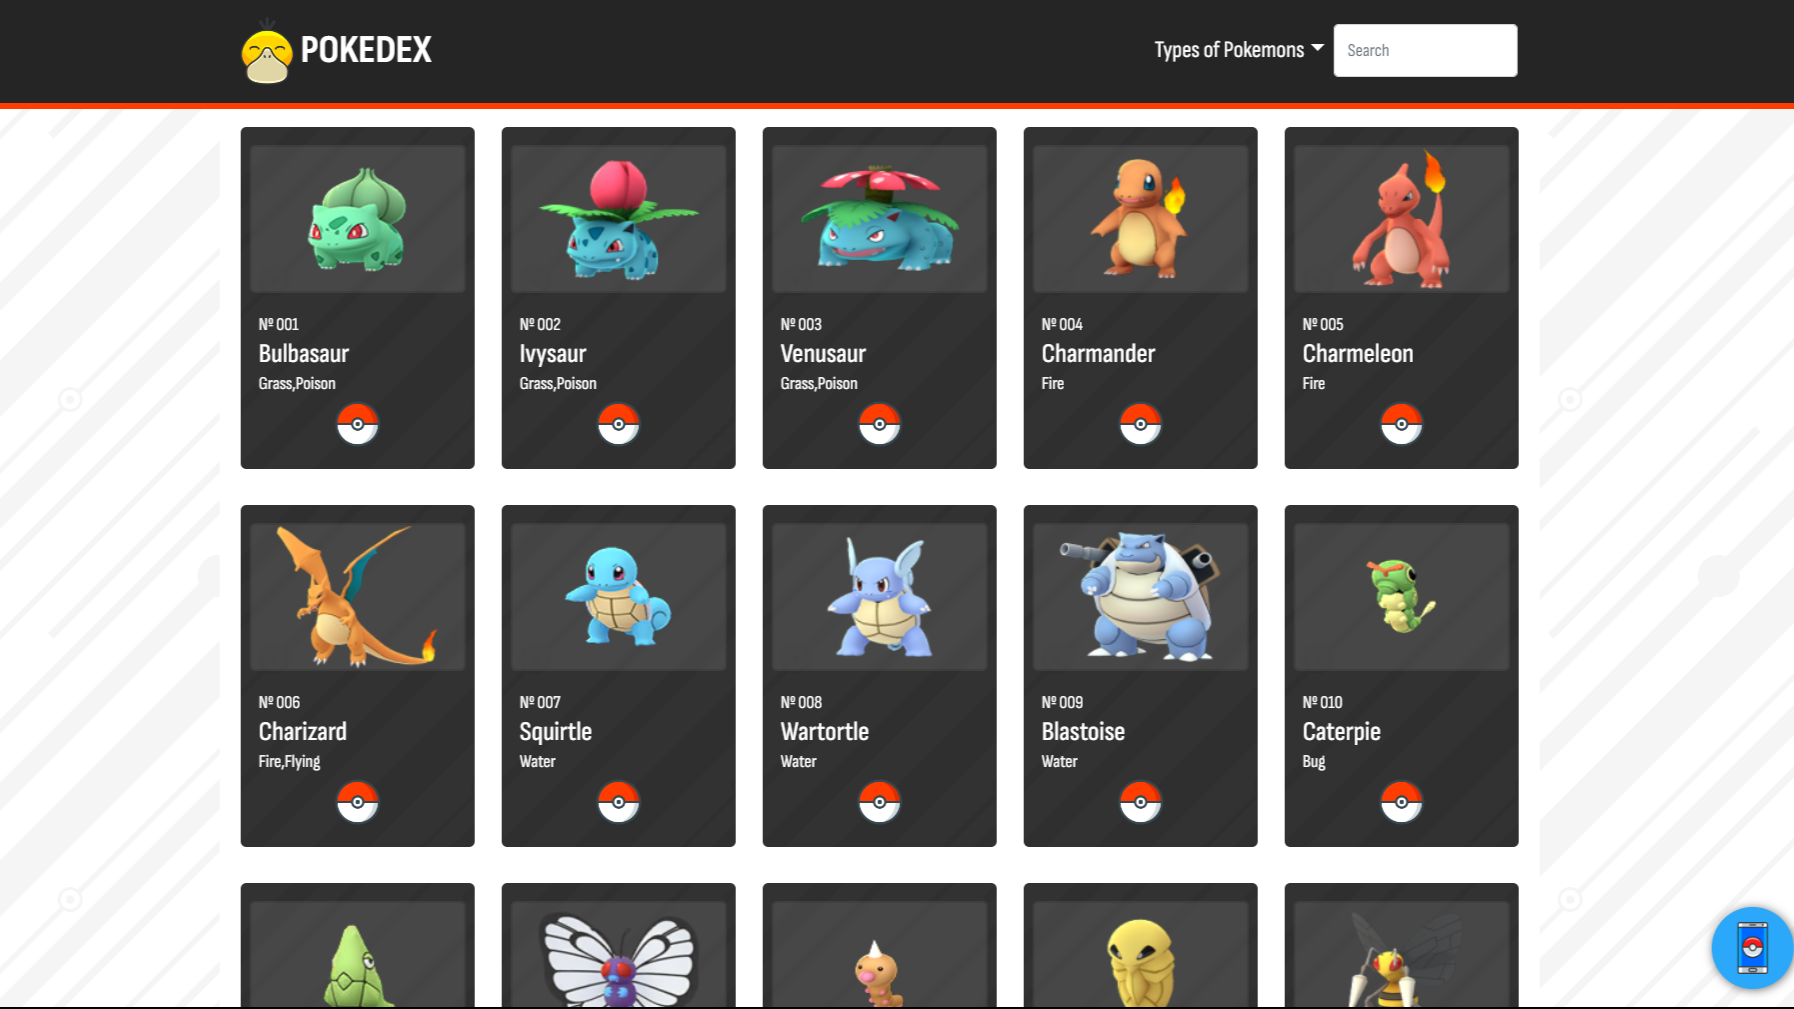 POKEDEX
Types of Pokemons
Search
Nº 001
Bulbasaur
Grass,Poison
Nº 002
Ivysaur
Grass,Poison
Nº 003
Venusaur
Grass,Poison
Nº 004
Charmander
Fire
Nº 005
Charmeleon
Fire
Nº 006
Charizard
Fire,Flying
Nº 007
Squirtle
Water
Nº 008
Wartortle
Water
Nº 009
Blastoise
Water
Nº 010
Caterpie
Bug